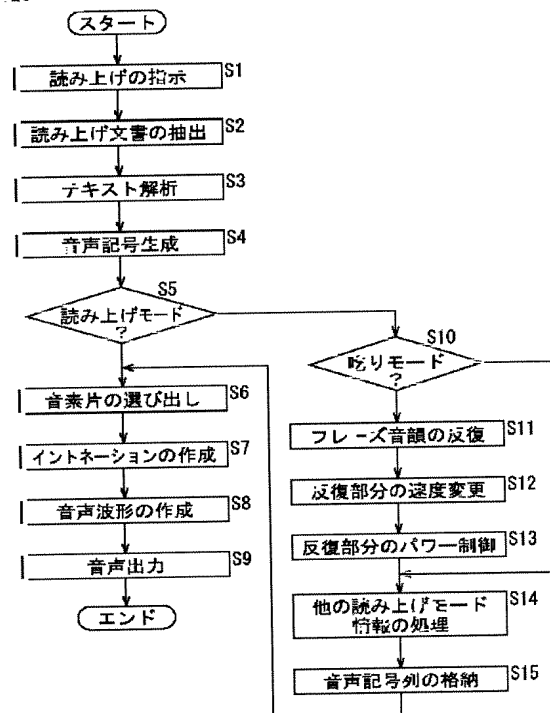 スタート
読み上げの指示 S1
読み上げ文書の抽出 S2
テキスト解析 S3
音声記号生成 S4
S5
読み上げモード
?
音素片の選び出し S6
イントネーションの作成 S7
音声波形の作成 S8
音声出力 S9
エンド
S10
吃りモード
?
フレーズ音韻の反復 S11
反復部分の速度変更 S12
反復部分のパワー制御 S13
他の読み上げモード S14
情報の処理
音声記号列の格納 S15